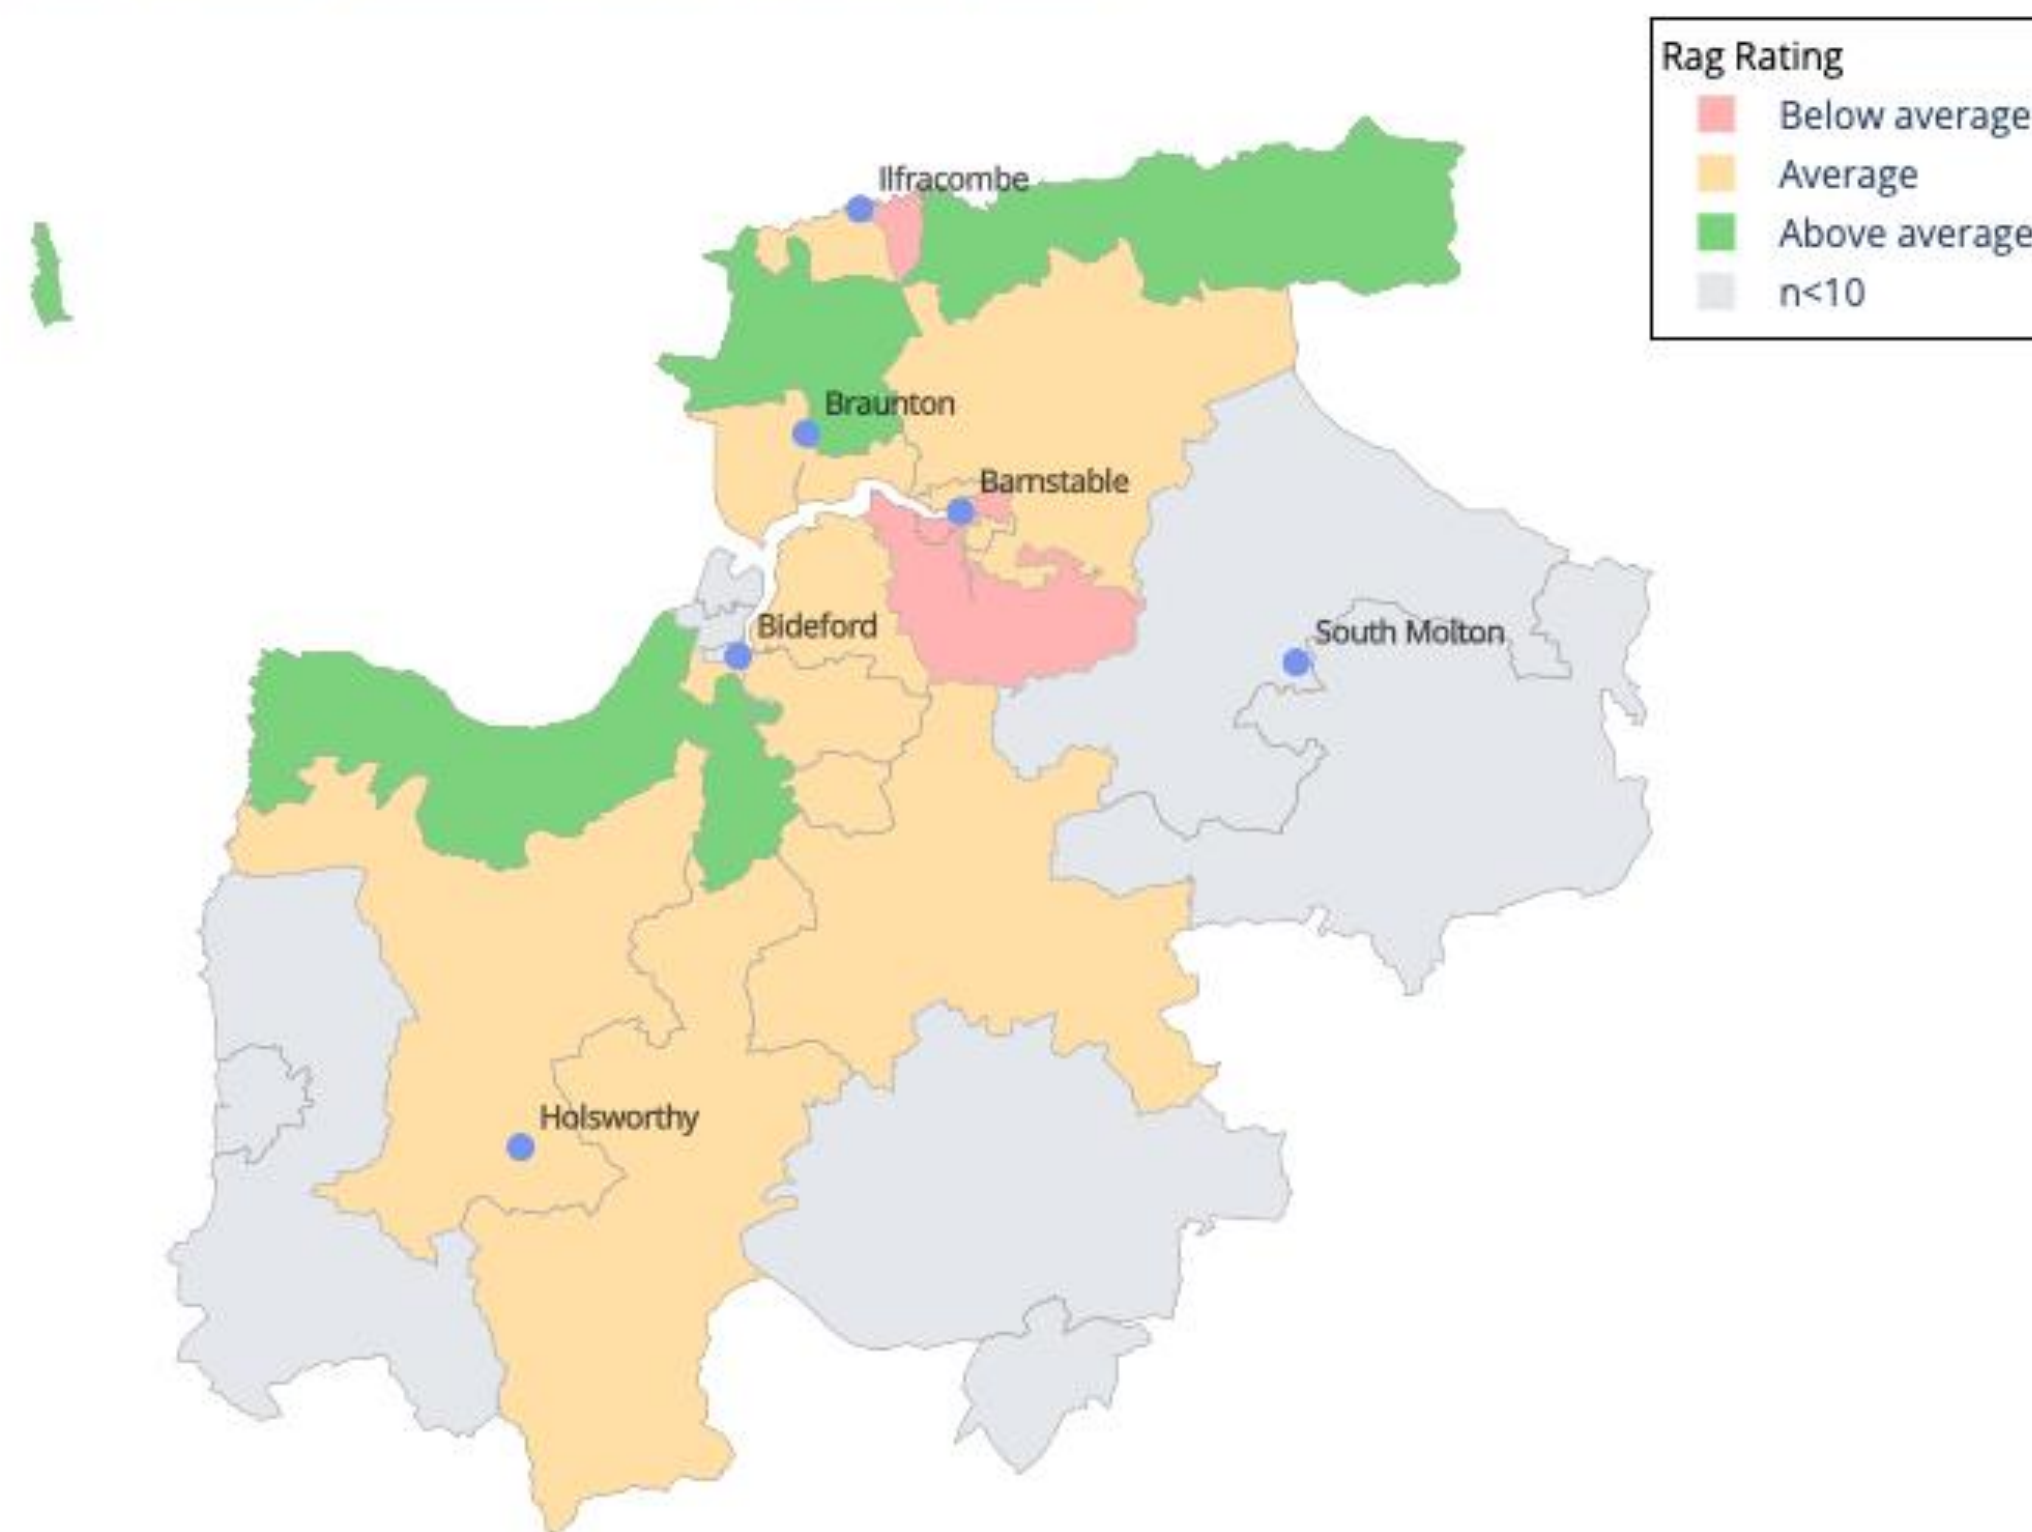 Rag Rating
Below average
Average
Above average
n<10
Ilfracombe
Braunton
Barnstable
Bideford
South Molton
Holsworthy